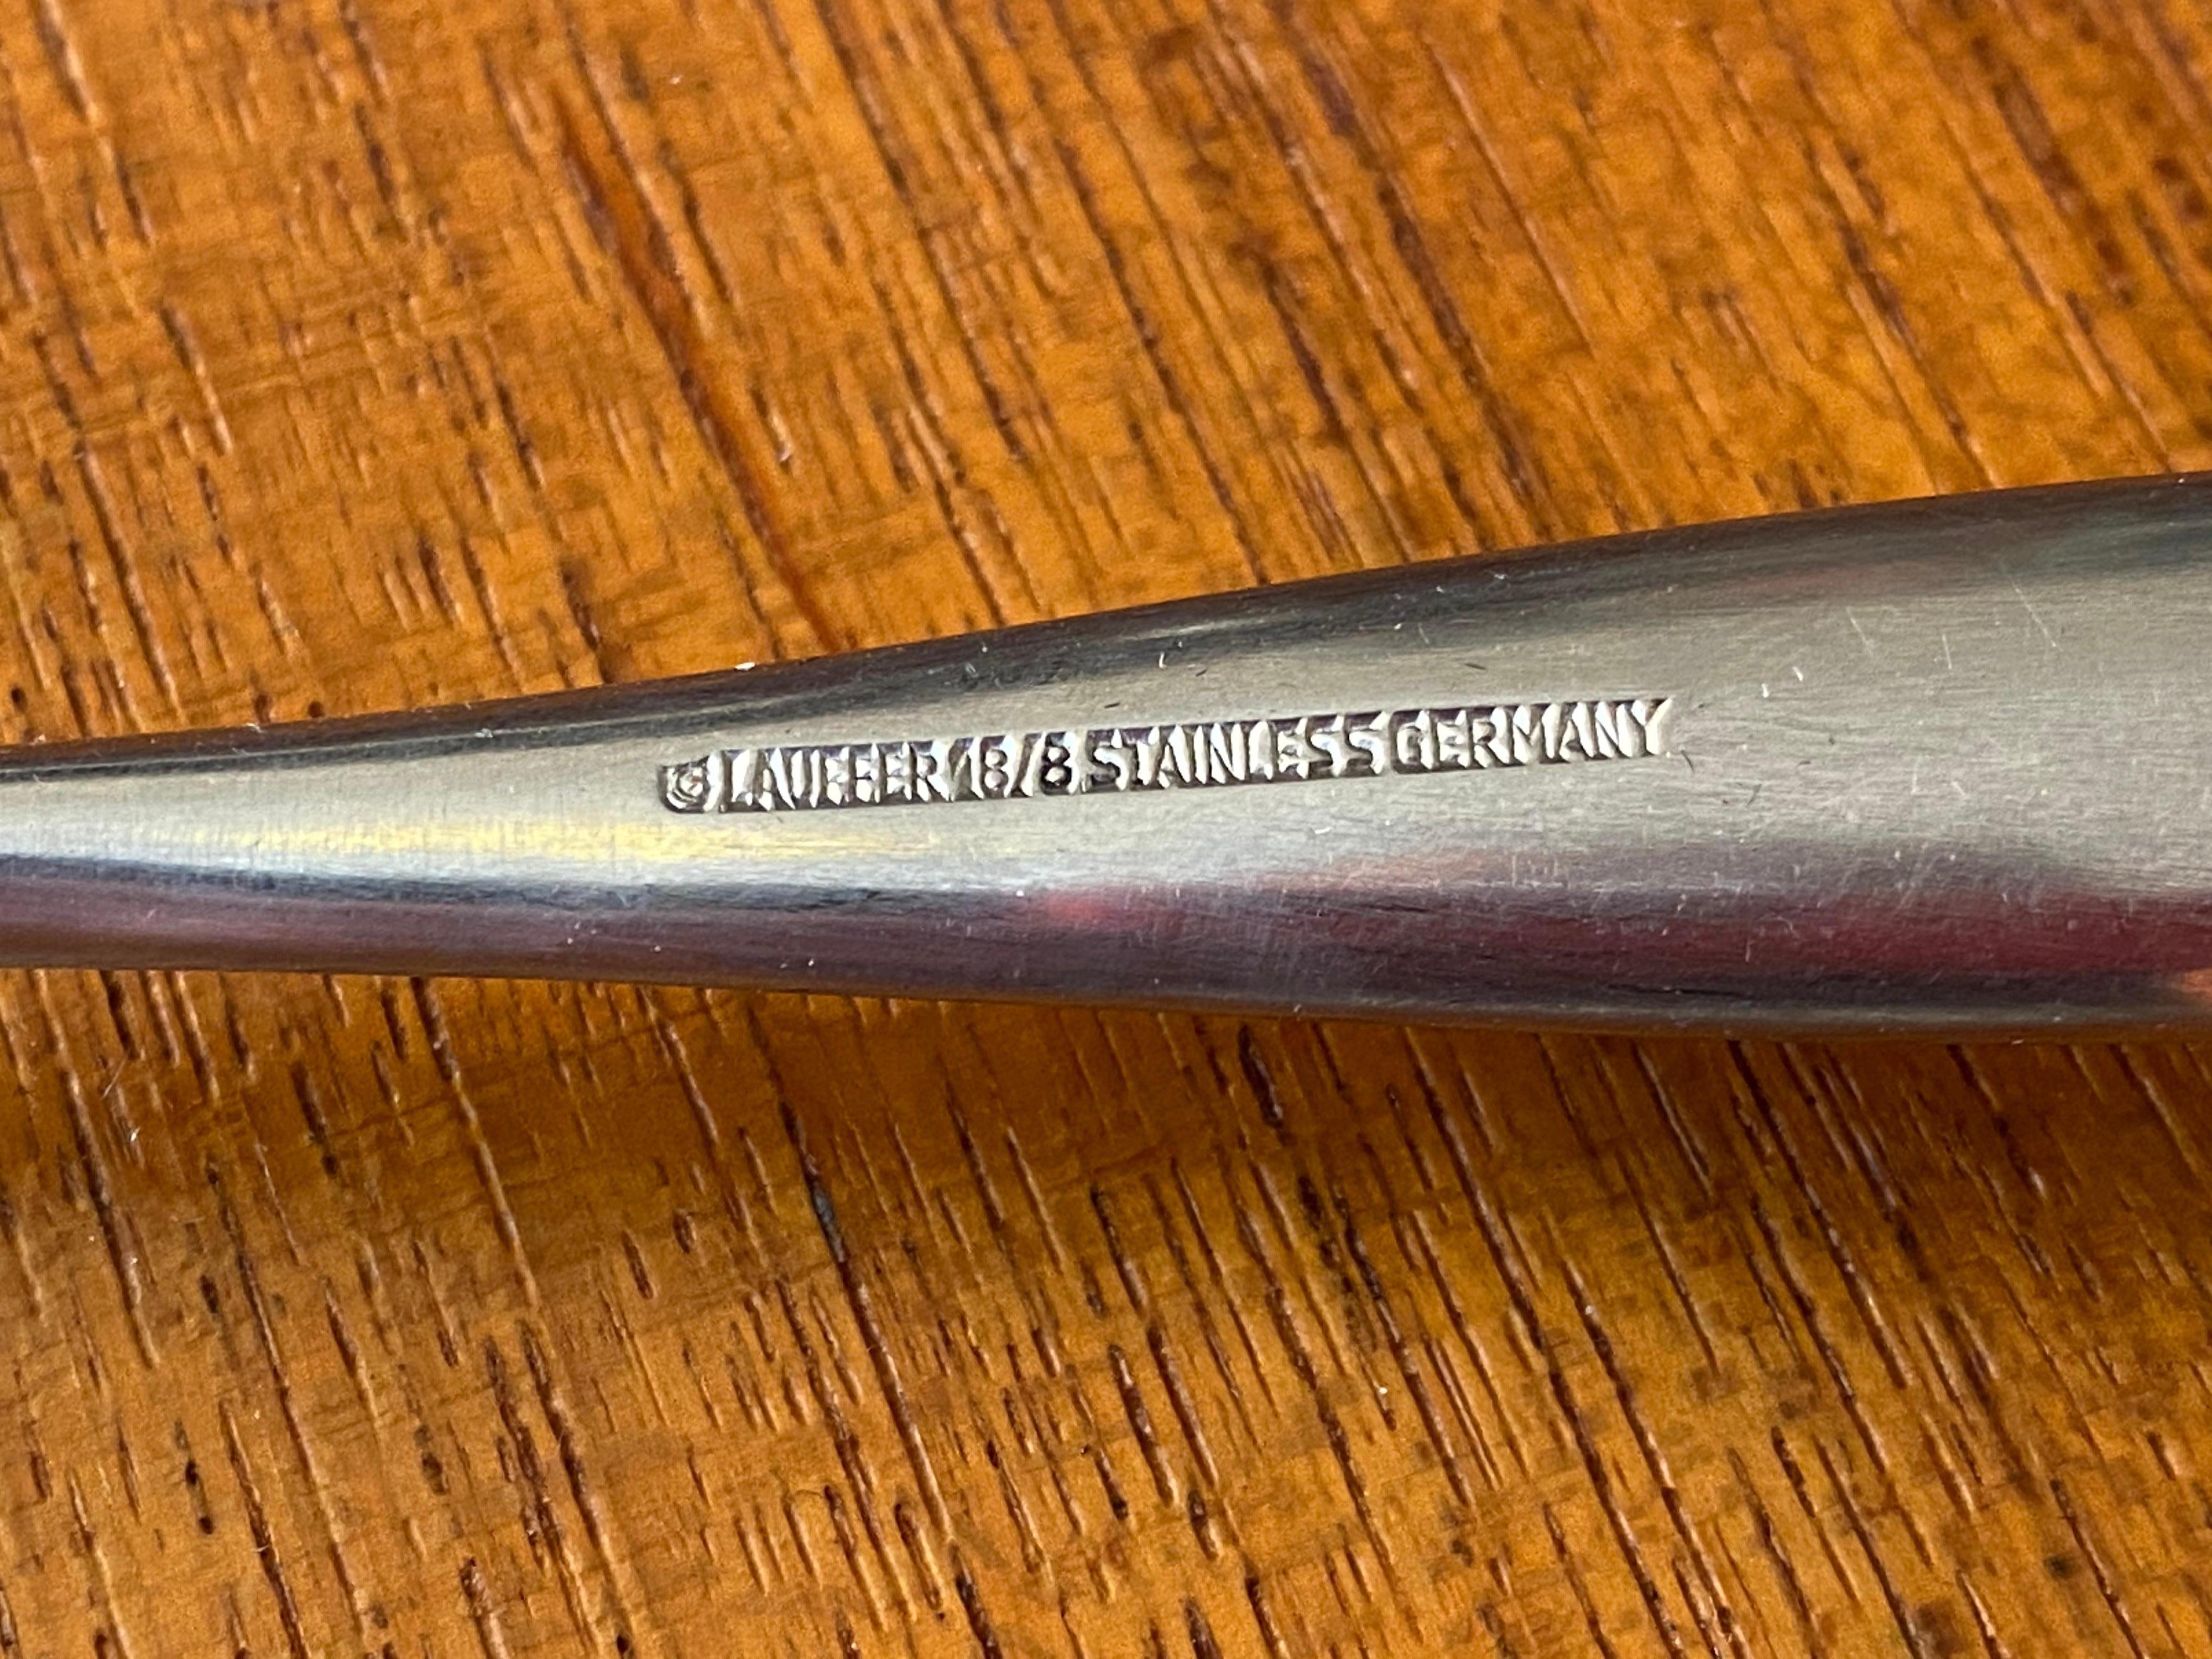 LAUFFER 18/8 STAINLESS GERMANY